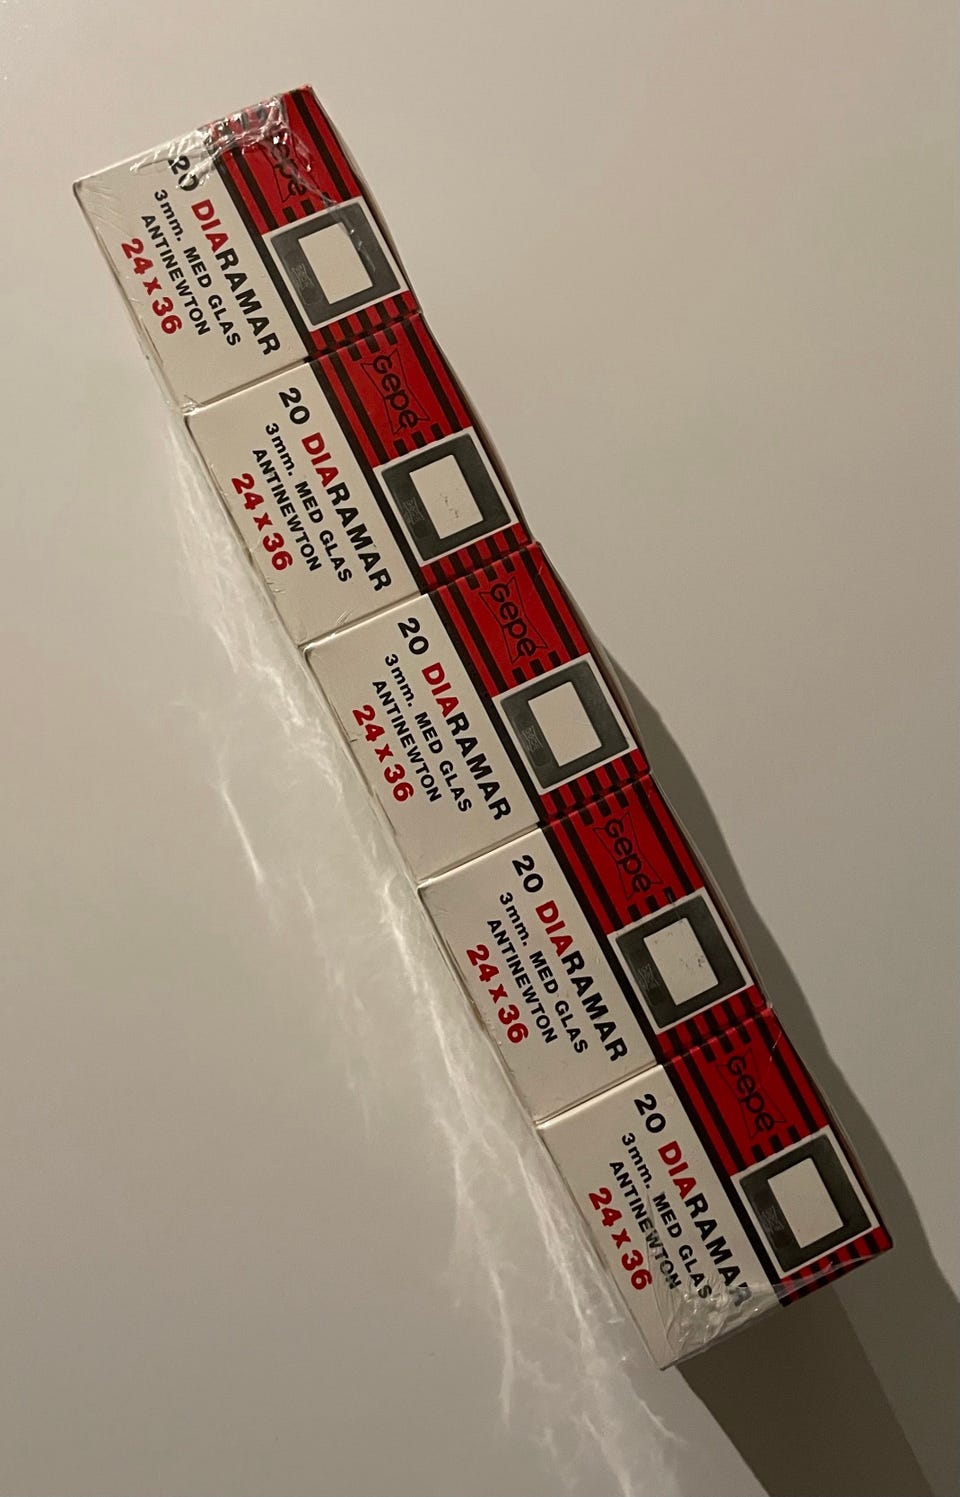 Gepe
20 DIARAMAR
3mm. MED GLAS
ANTINEWTON
24 x 36
Gepe
20 DIARAMAR
3mm. MED GLAS
ANTINEWTON
24 x 36
Gepe
20 DIARAMAR
3mm. MED GLAS
ANTINEWTON
24 x 36
Gepe
20 DIARAMAR
3mm. MED GLAS
ANTINEWTON
24 x 36
Gepe
20 DIARAMAR
3mm. MED GLAS
ANTINEWTON
24 x 36